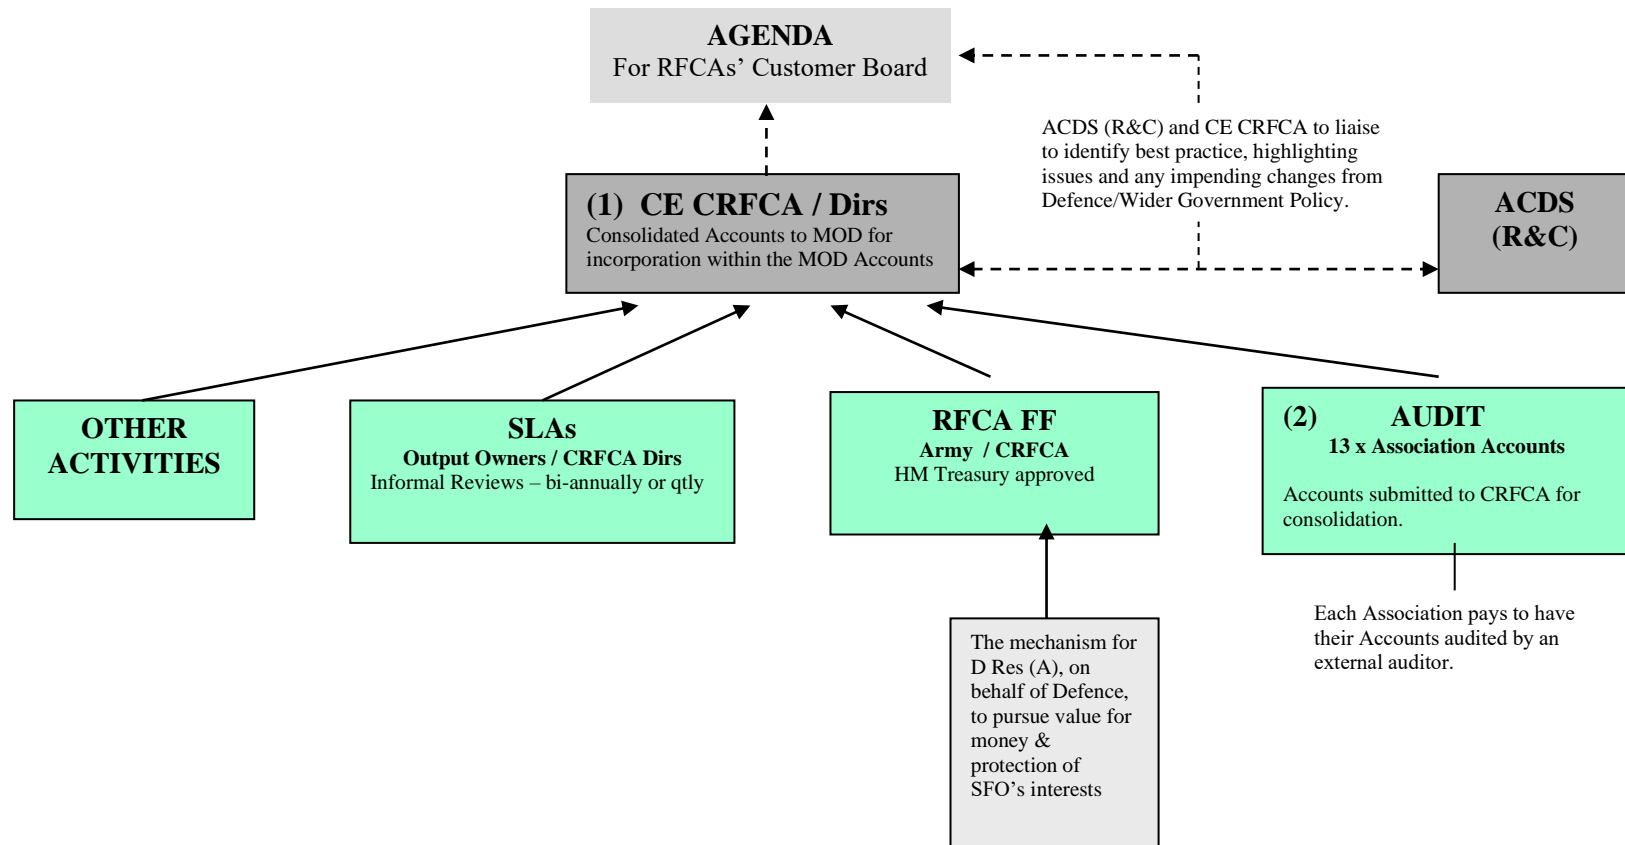 AGENDA
For RFCAs’ Customer Board
ACDS (R&C) and CE CRFCA to liaise
to identify best practice, highlighting
issues and any impending changes from
Defence/Wider Government Policy.
(1) CE CRFCA / Dirs
Consolidated Accounts to MOD for
incorporation within the MOD Accounts
ACDS
(R&C)
OTHER
ACTIVITIES
SLAs
Output Owners / CRFCA Dirs
Informal Reviews – bi-annually or qtly
RFCA FF
Army / CRFCA
HM Treasury approved
(2) AUDIT
13 x Association Accounts
Accounts submitted to CRFCA for
consolidation.
The mechanism for
D Res (A), on
behalf of Defence,
to pursue value for
money &
protection of
SFO’s interests
Each Association pays to have
their Accounts audited by an
external auditor.